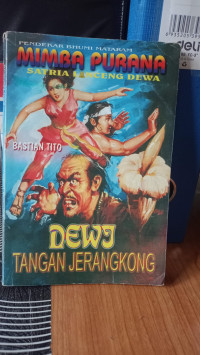 PENDEKAR BHUMI MATARAM
MIMBA PURANA
SATRIA LONCENG DEWA
BASTIAN TITO
DEWI
TANGAN JERANGKONG
deli